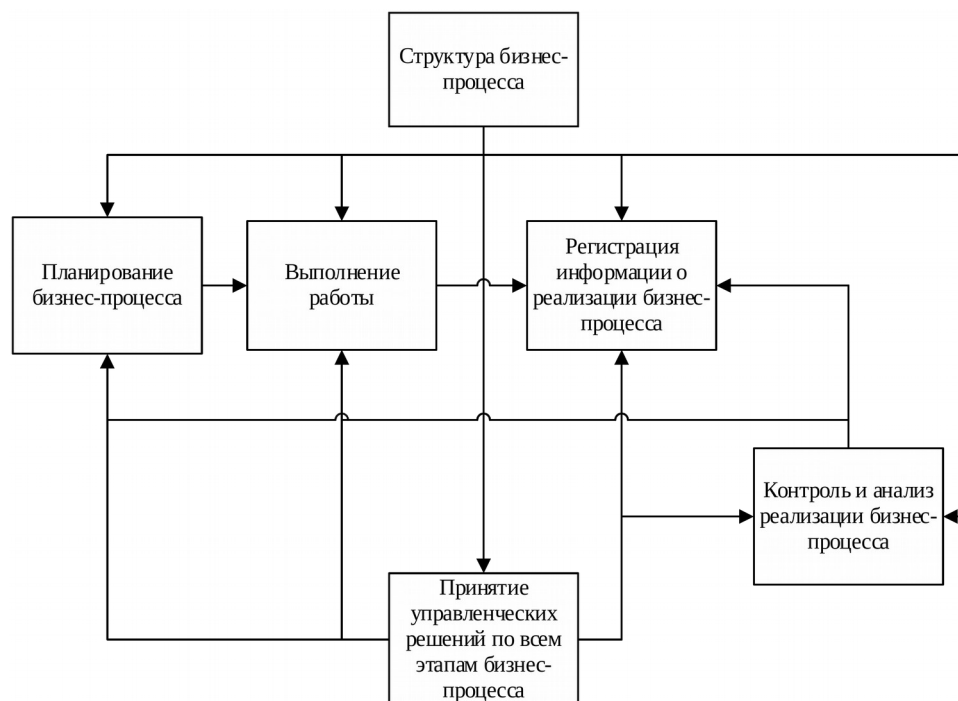 Структура бизнес-
процесса
Планирование
бизнес-процесса
Выполнение
работы
Регистрация
информации о
реализации бизнес-
процесса
Контроль и анализ
реализации бизнес-
процесса
Принятие
управленческих
решений по всем
этапам бизнес-
процесса